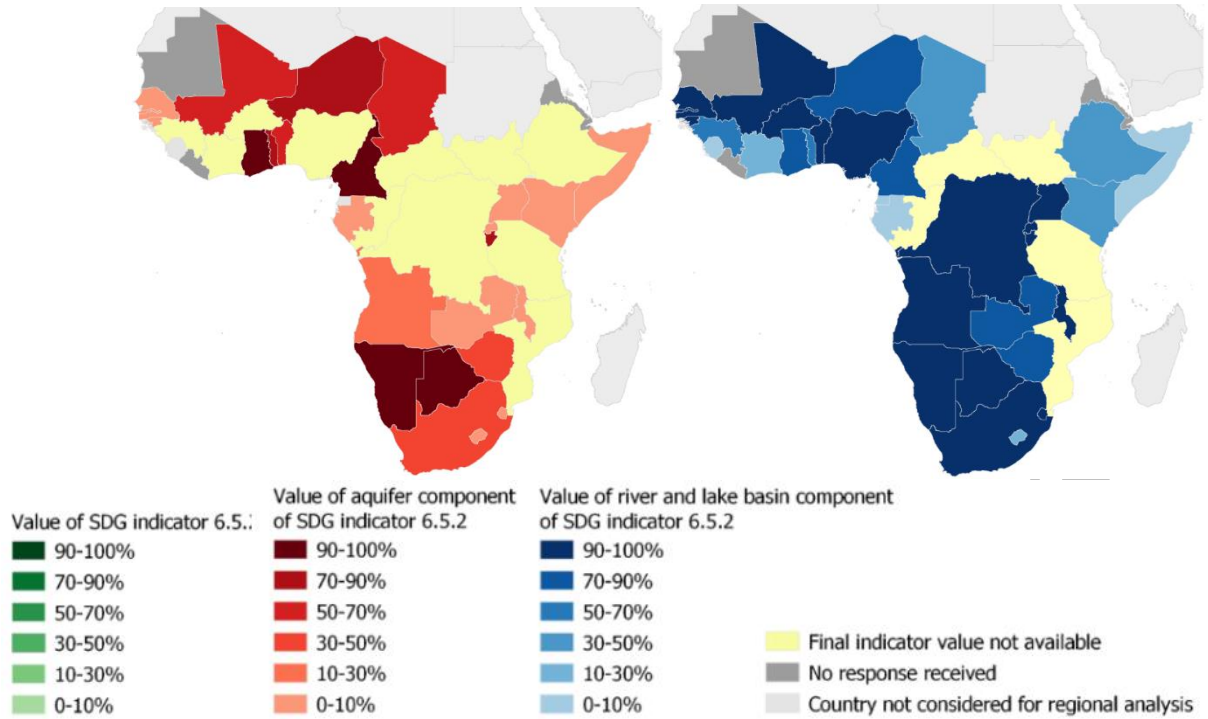 Value of SDG indicator 6.5.:
90-100%
70-90%
50-70%
30-50%
10-30%
0-10%
Value of aquifer component
of SDG indicator 6.5.2
90-100%
70-90%
50-70%
30-50%
10-30%
0-10%
Value of river and lake basin component
of SDG indicator 6.5.2
90-100%
70-90%
50-70%
30-50%
10-30%
0-10%
Final indicator value not available
No response received
Country not considered for regional analysis